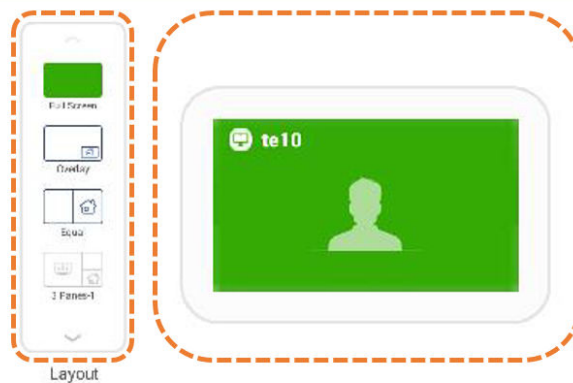 Full Screen
te10
Overlay
Equal
3 Panes-1
Layout